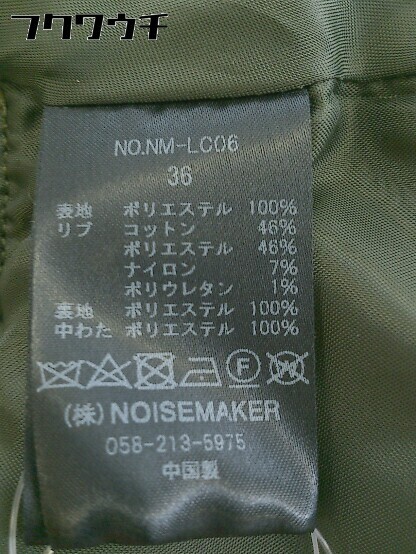 フクワウチ
NO.NM-LC06
36
表地 ポリエステル 100%
リブ コットン 46%
ポリエステル 46%
ナイロン 7%
ポリウレタン 1%
裏地 ポリエステル 100%
中わた ポリエステル 100%
(株) NOISEMAKER
058-213-5975
中国製